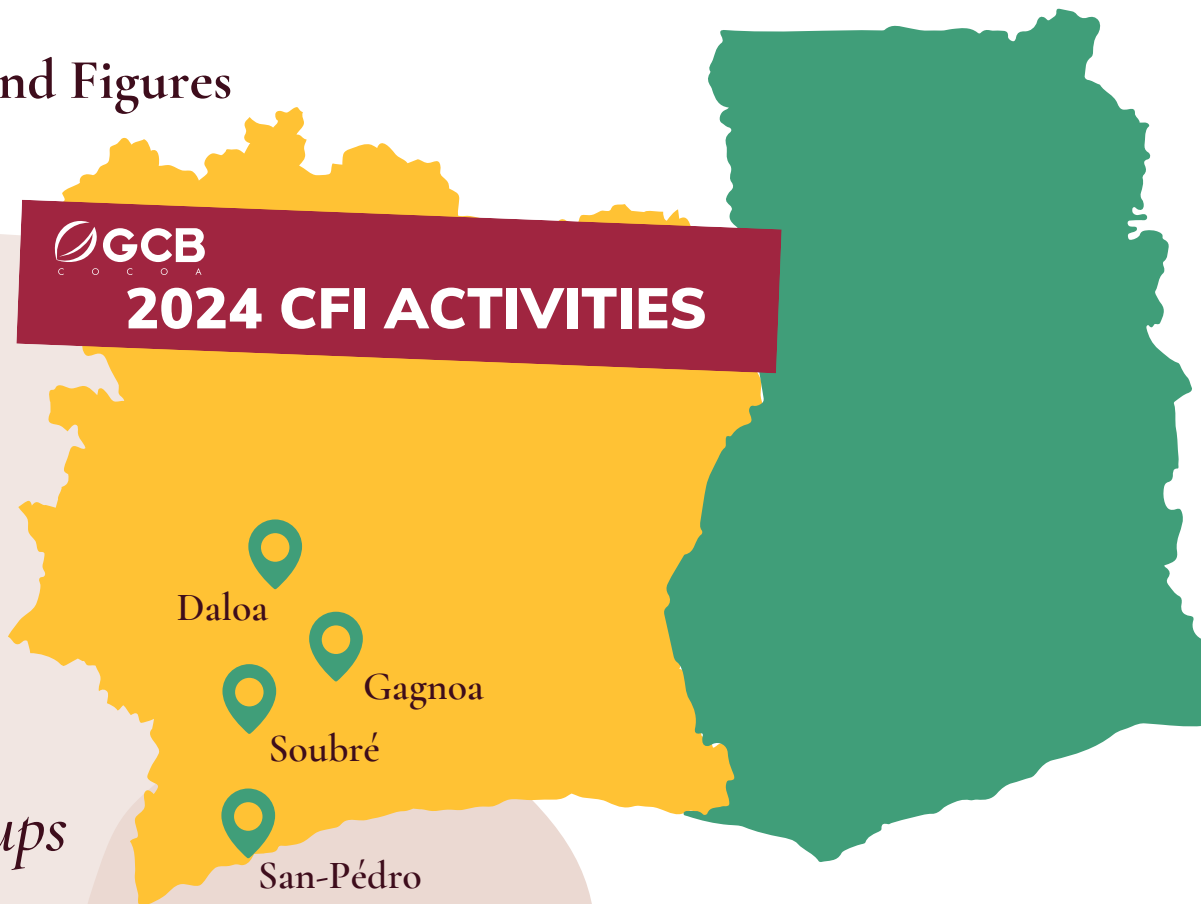 nd Figures
GCB
COCOA
2024 CFI ACTIVITIES
Daloa
Gagnoa
Soubré
ups
San-Pédro